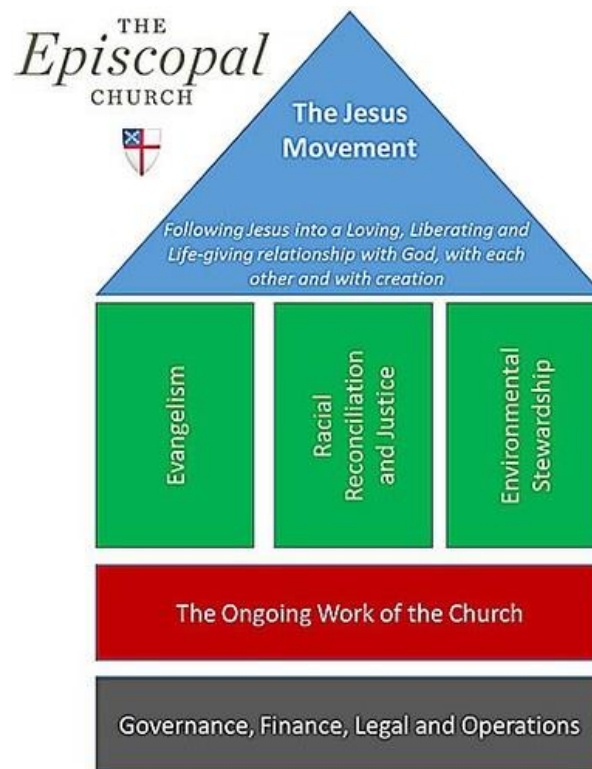 THE
Episcopal
CHURCH
The Jesus
Movement
Following Jesus into a Loving, Liberating and
Life-giving relationship with God, with each
other and with creation
Evangelism
Racial
Reconciliation
and Justice
Environmental
Stewardship
The Ongoing Work of the Church
Governance, Finance, Legal and Operations